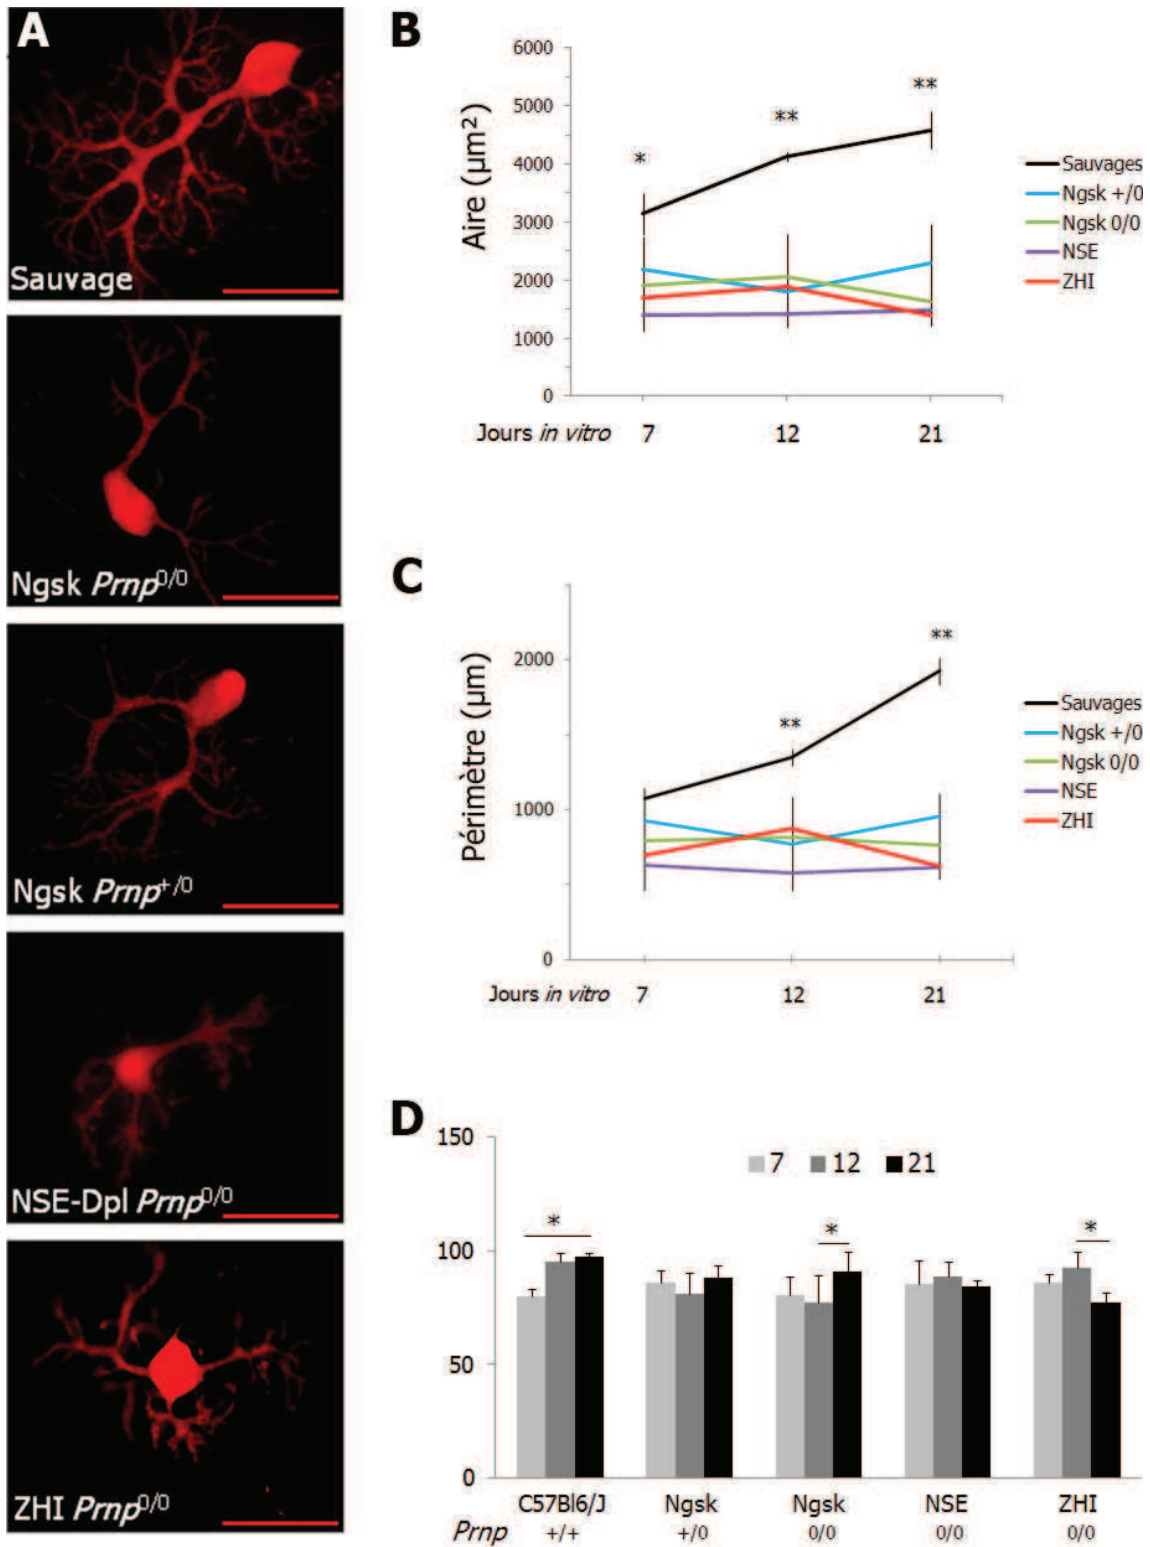 A
Sauvage
Ngsk Prnp0/0
Ngsk Prnp+/0
NSE-Dpl Prnp0/0
ZHI Prnp0/0
B
Aire (µm²)
6000
5000
4000
3000
2000
1000
0
*
**
**
Jours in vitro 7 12 21
Sauvages
Ngsk +/0
Ngsk 0/0
NSE
ZHI
C
Périmètre (µm)
2000
1000
0
**
**
Jours in vitro 7 12 21
Sauvages
Ngsk +/0
Ngsk 0/0
NSE
ZHI
D
150
100
50
0
7 12 21
*
*
*
C57Bl6/J Ngsk Ngsk NSE ZHI
Prnp +/+ +/0 0/0 0/0 0/0